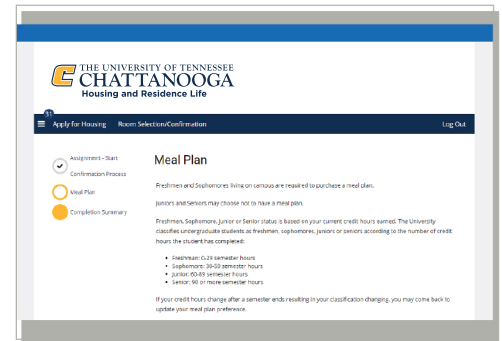 THE UNIVERSITY OF TENNESSEE
CHATTANOOGA
Housing and Residence Life
31
Apply for Housing Room Selection/Confirmation Log Out
Assignment - Start
Confirmation Process
Meal Plan
Completion Summary
Meal Plan
Freshmen and Sophomores living on campus are required to purchase a meal plan.
Juniors and Seniors may choose not to have a meal plan.
Freshmen, Sophomore, Junior or Senior status is based on your current credit hours earned. The University
classifies undergraduate students as freshmen, sophomores, juniors or seniors according to the number of credit
hours the student has completed:
• Freshman: 0-29 semester hours
• Sophomore: 30-59 semester hours
• Junior: 60-89 semester hours
• Senior: 90 or more semester hours
If your credit hours change after a semester ends resulting in your classification changing, you may come back to
update your meal plan preference.